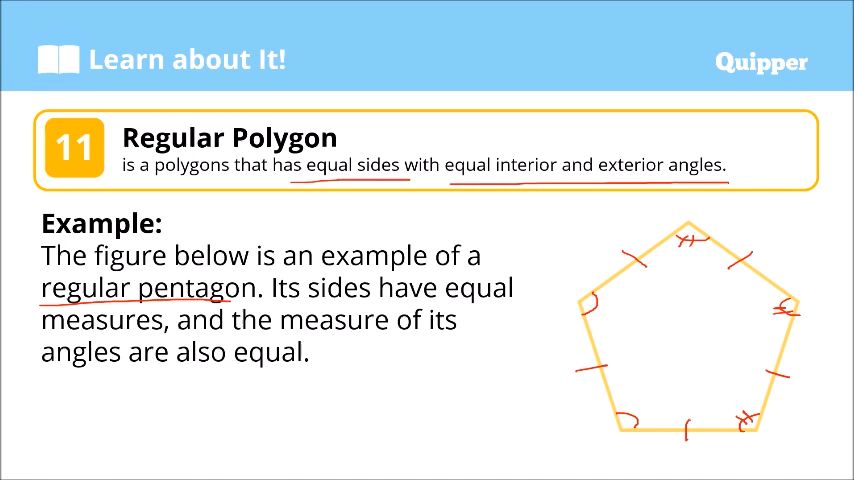 Learn about It!
Quipper
11
Regular Polygon
is a polygons that has equal sides with equal interior and exterior angles.
Example:
The figure below is an example of a
regular pentagon. Its sides have equal
measures, and the measure of its
angles are also equal.